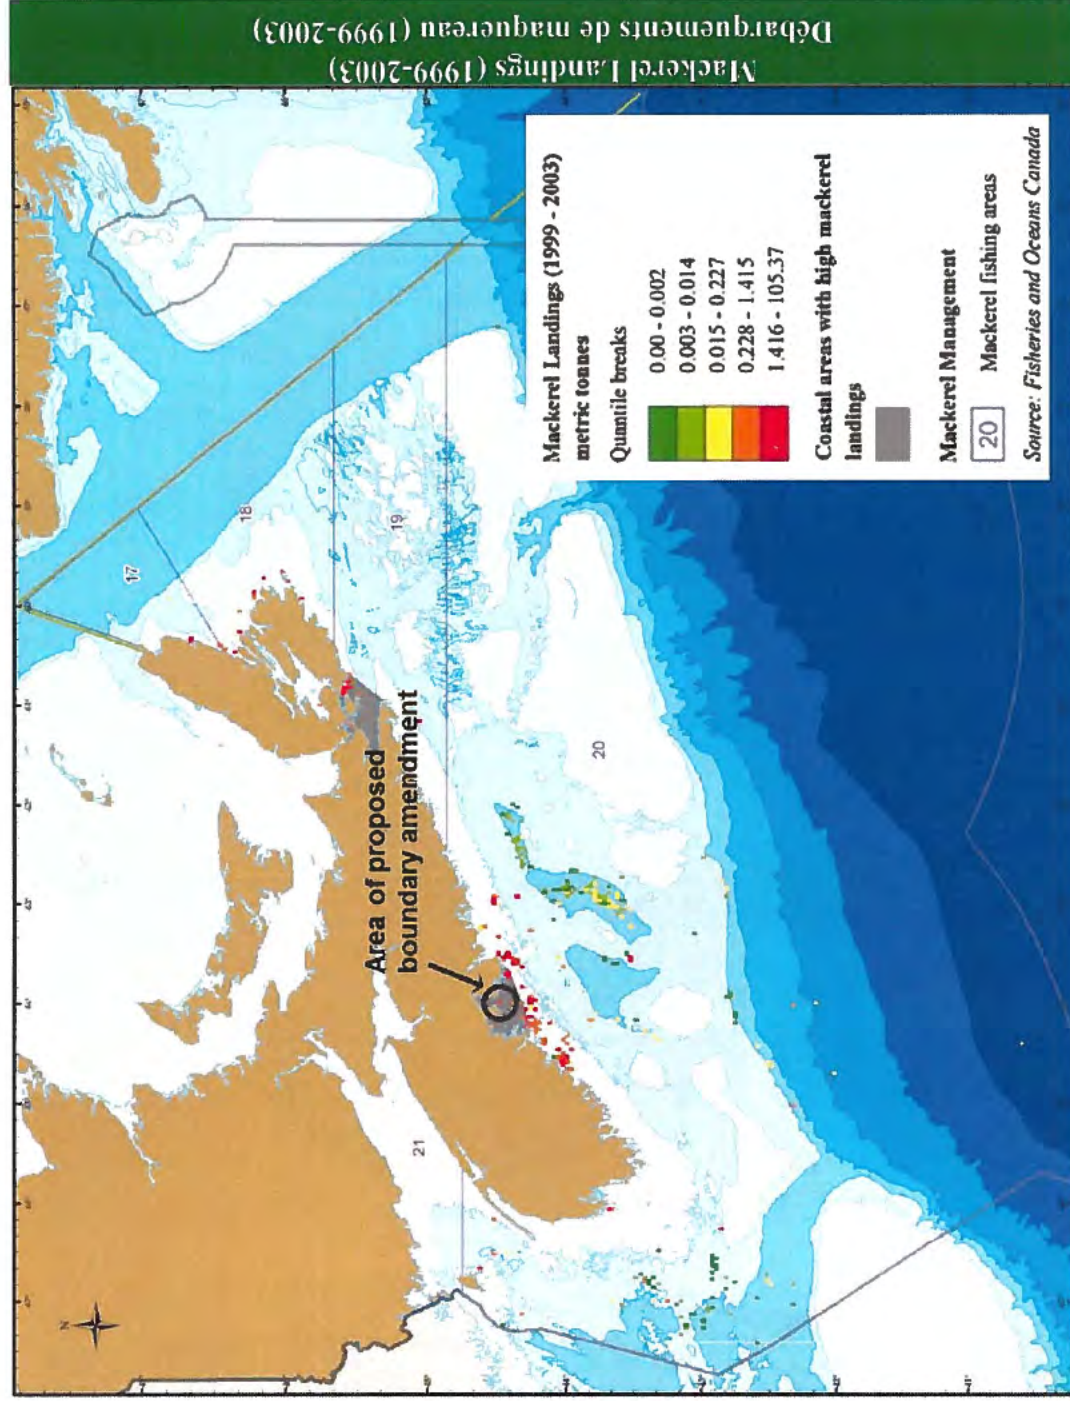 Mackerel Landings (1999-2003)
Débarquements de maquereau (1999-2003)
N
17
18
19
20
21
Area of proposed
boundary amendment
Mackerel Landings (1999 - 2003)
metric tonnes
Quantile breaks
0.00 - 0.002
0.003 - 0.014
0.015 - 0.227
0.228 - 1.415
1.416 - 105.37
Coastal areas with high mackerel
landings
Mackerel Management
20 Mackerel fishing areas
Source: Fisheries and Oceans Canada